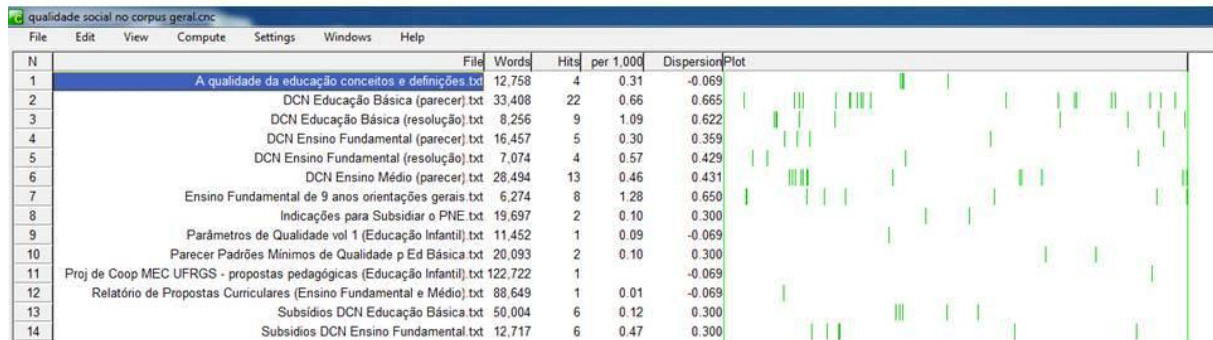 qualidade social no corpus geral.cnc
File Edit View Compute Settings Windows Help
N File Words Hits per 1,000 Dispersion Plot
1 A qualidade da educação conceitos e definições.txt 12,758 4 0.31 -0.069
2 DCN Educação Básica (parecer).txt 33,408 22 0.66 0.665
3 DCN Educação Básica (resolução).txt 8,256 9 1.09 0.622
4 DCN Ensino Fundamental (parecer).txt 16,457 5 0.30 0.359
5 DCN Ensino Fundamental (resolução).txt 7,074 4 0.57 0.429
6 DCN Ensino Médio (parecer).txt 28,494 13 0.46 0.431
7 Ensino Fundamental de 9 anos orientações gerais.txt 6,274 8 1.28 0.650
8 Indicações para Subsidiar o PNE.txt 19,697 2 0.10 0.300
9 Parâmetros de Qualidade vol 1 (Educação Infantil).txt 11,452 1 0.09 -0.069
10 Parecer Padrões Mínimos de Qualidade p Ed Básica.txt 20,093 2 0.10 0.300
11 Proj de Coop MEC UFRGS - propostas pedagógicas (Educação Infantil).txt 122,722 1 -0.069
12 Relatório de Propostas Curriculares (Ensino Fundamental e Médio).txt 88,649 1 0.01 -0.069
13 Subsídios DCN Educação Básica.txt 50,004 6 0.12 0.300
14 Subsidios DCN Ensino Fundamental.txt 12,717 6 0.47 0.300